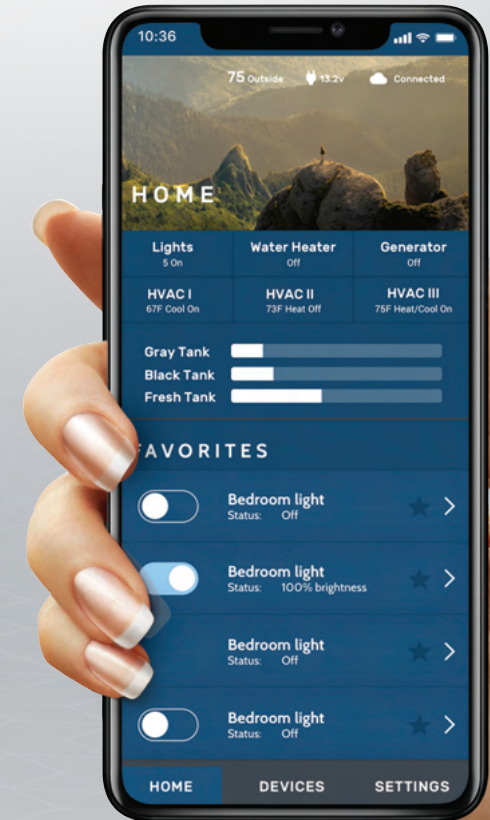 10:36
75 Outside 13.2v Connected
HOME
Lights Water Heater Generator
5 On Off Off
HVAC I HVAC II HVAC III
67F Cool On 73F Heat Off 75F Heat/Cool On
Gray Tank
Black Tank
Fresh Tank
FAVORITES
Bedroom light
Status: Off
Bedroom light
Status: 100% brightness
Bedroom light
Status: Off
Bedroom light
Status: Off
HOME DEVICES SETTINGS